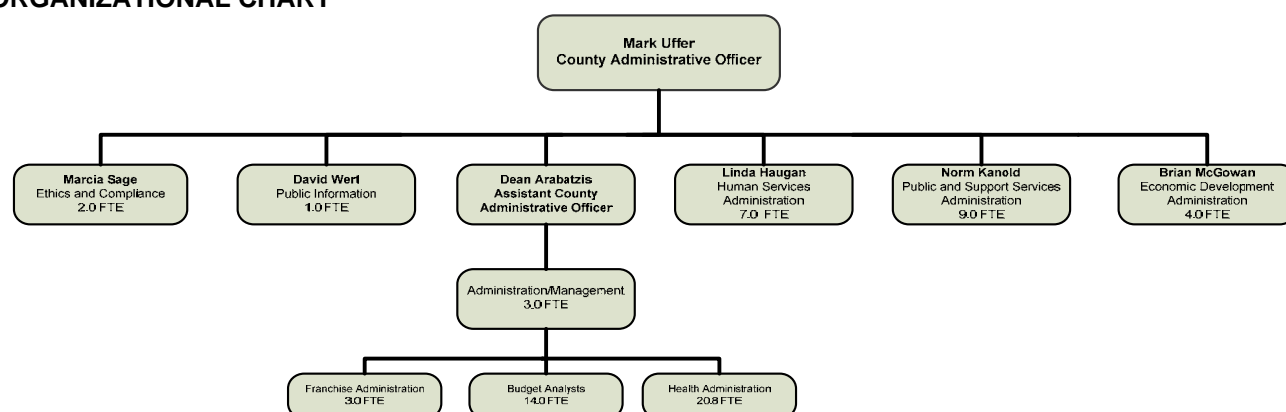 ORGANIZATIONAL CHART
Mark Uffer
County Administrative Officer
Marcia Sage
Ethics and Compliance
2.0 FTE
David Wert
Public Information
1.0 FTE
Dean Arabatzis
Assistant County
Administrative Officer
Linda Haugan
Human Services
Administration
7.0 FTE
Norm Kanold
Public and Support Services
Administration
9.0 FTE
Brian McGowan
Economic Development
Administration
4.0 FTE
Administration/Management
3.0 FTE
Franchise Administration
3.0 FTE
Budget Analysts
14.0 FTE
Health Administration
20.8 FTE